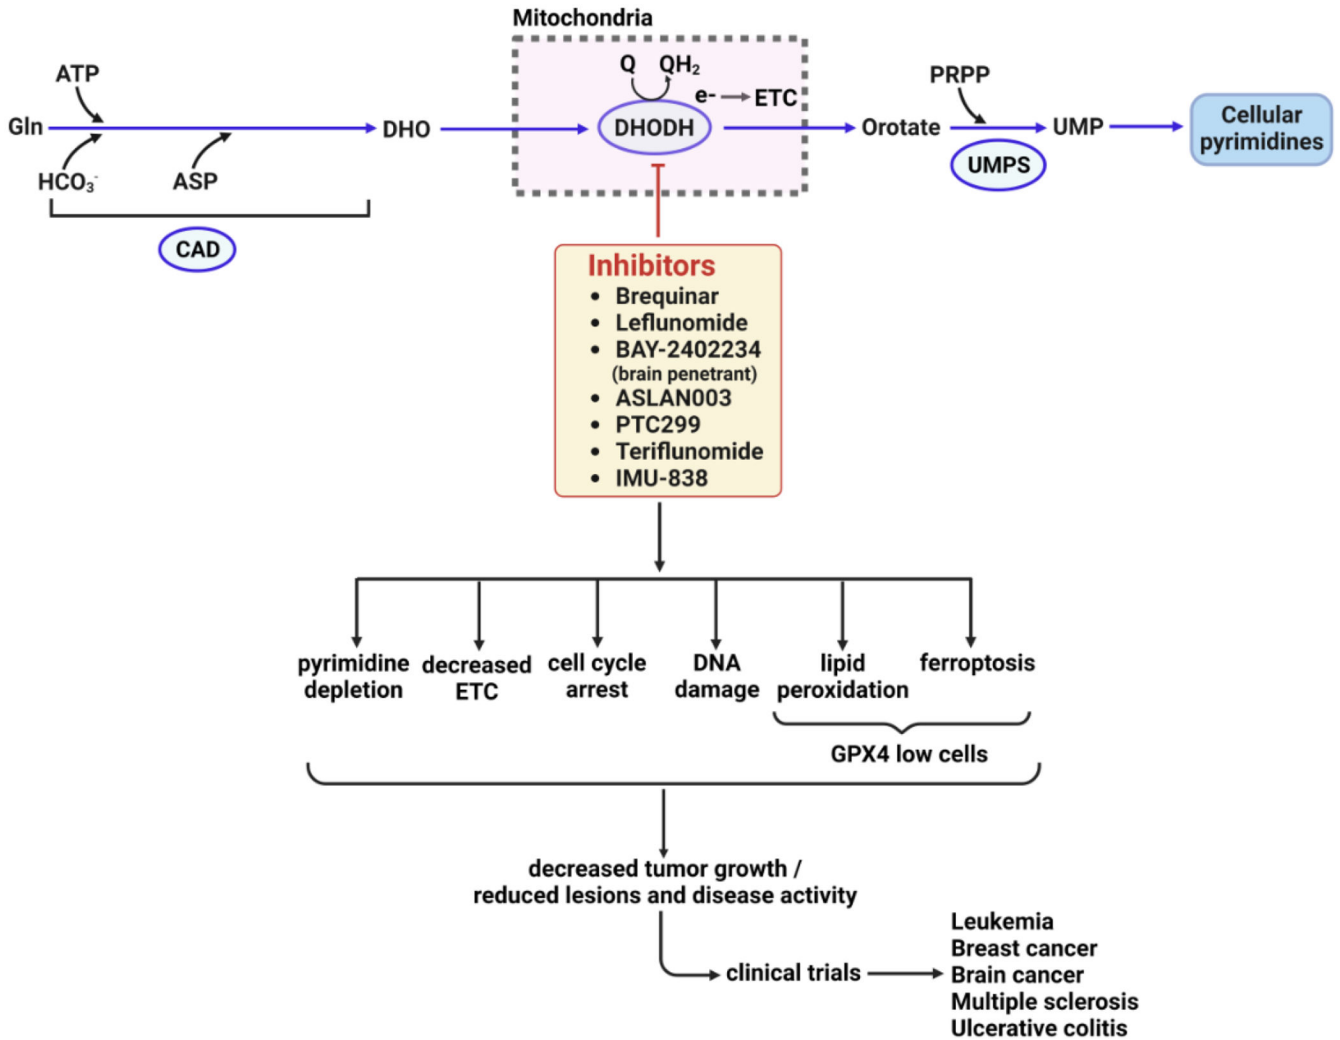 Mitochondria
ATP
Q QH₂
PRPP
e- ETC
Gln
DHO
DHODH
Orotate
UMP
Cellular
pyrimidines
HCO₃⁻
ASP
UMPS
CAD
Inhibitors
• Brequinar
• Leflunomide
• BAY-2402234
(brain penetrant)
• ASLAN003
• PTC299
• Teriflunomide
• IMU-838
pyrimidine
depletion
decreased
ETC
cell cycle
arrest
DNA
damage
lipid
peroxidation
ferroptosis
GPX4 low cells
decreased tumor growth /
reduced lesions and disease activity
clinical trials
Leukemia
Breast cancer
Brain cancer
Multiple sclerosis
Ulcerative colitis